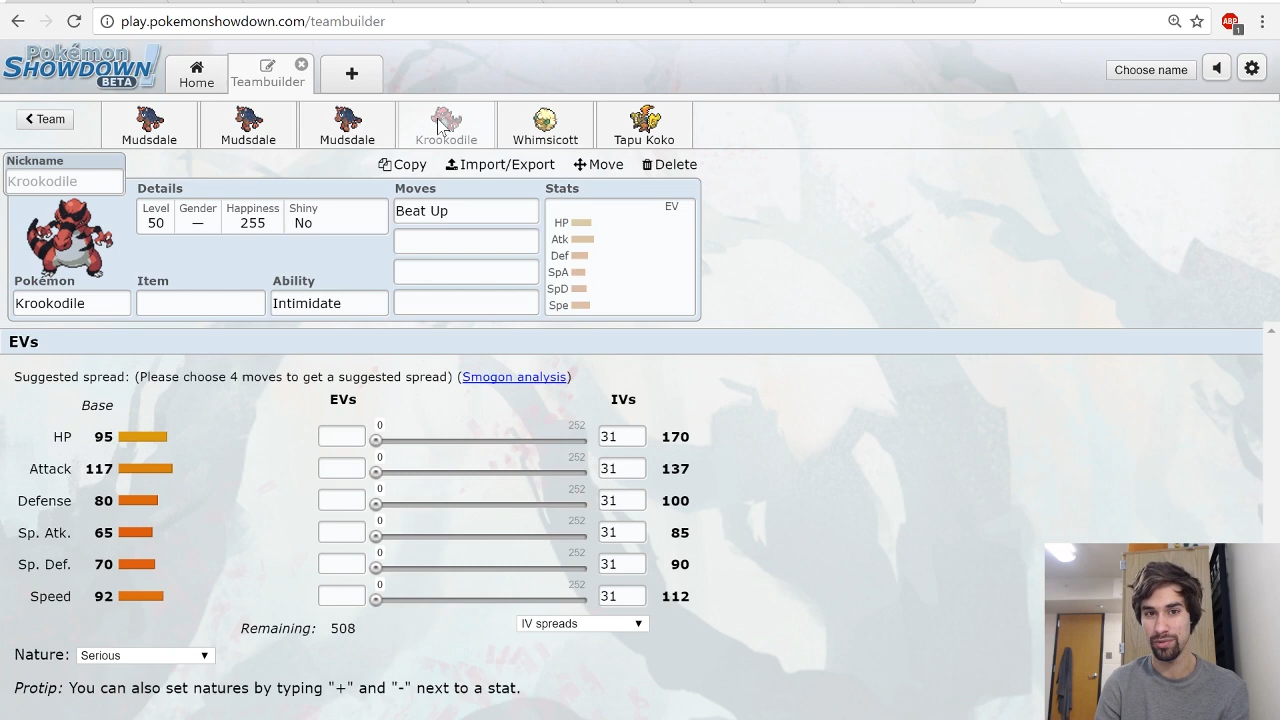 play.pokemonshowdown.com/teambuilder
ABP
1
Pokémon
SHOWDOWN!
BETA
Home
Teambuilder
+
Choose name
< Team
Mudsdale
Mudsdale
Mudsdale
Krookodile
Whimsicott
Tapu Koko
Nickname
Krookodile
Copy
Import/Export
Move
Delete
Details
Level
50
Gender
—
Happiness
255
Shiny
No
Moves
Beat Up
Stats
EV
HP
Atk
Def
SpA
SpD
Spe
Pokémon
Krookodile
Item
Ability
Intimidate
EVs
Suggested spread: (Please choose 4 moves to get a suggested spread) (Smogon analysis)
Base
EVs
IVs
HP 95 0 252 31 170
Attack 117 0 252 31 137
Defense 80 0 252 31 100
Sp. Atk. 65 0 252 31 85
Sp. Def. 70 0 252 31 90
Speed 92 0 252 31 112
Remaining: 508
IV spreads
Nature: Serious
Protip: You can also set natures by typing "+" and "-" next to a stat.